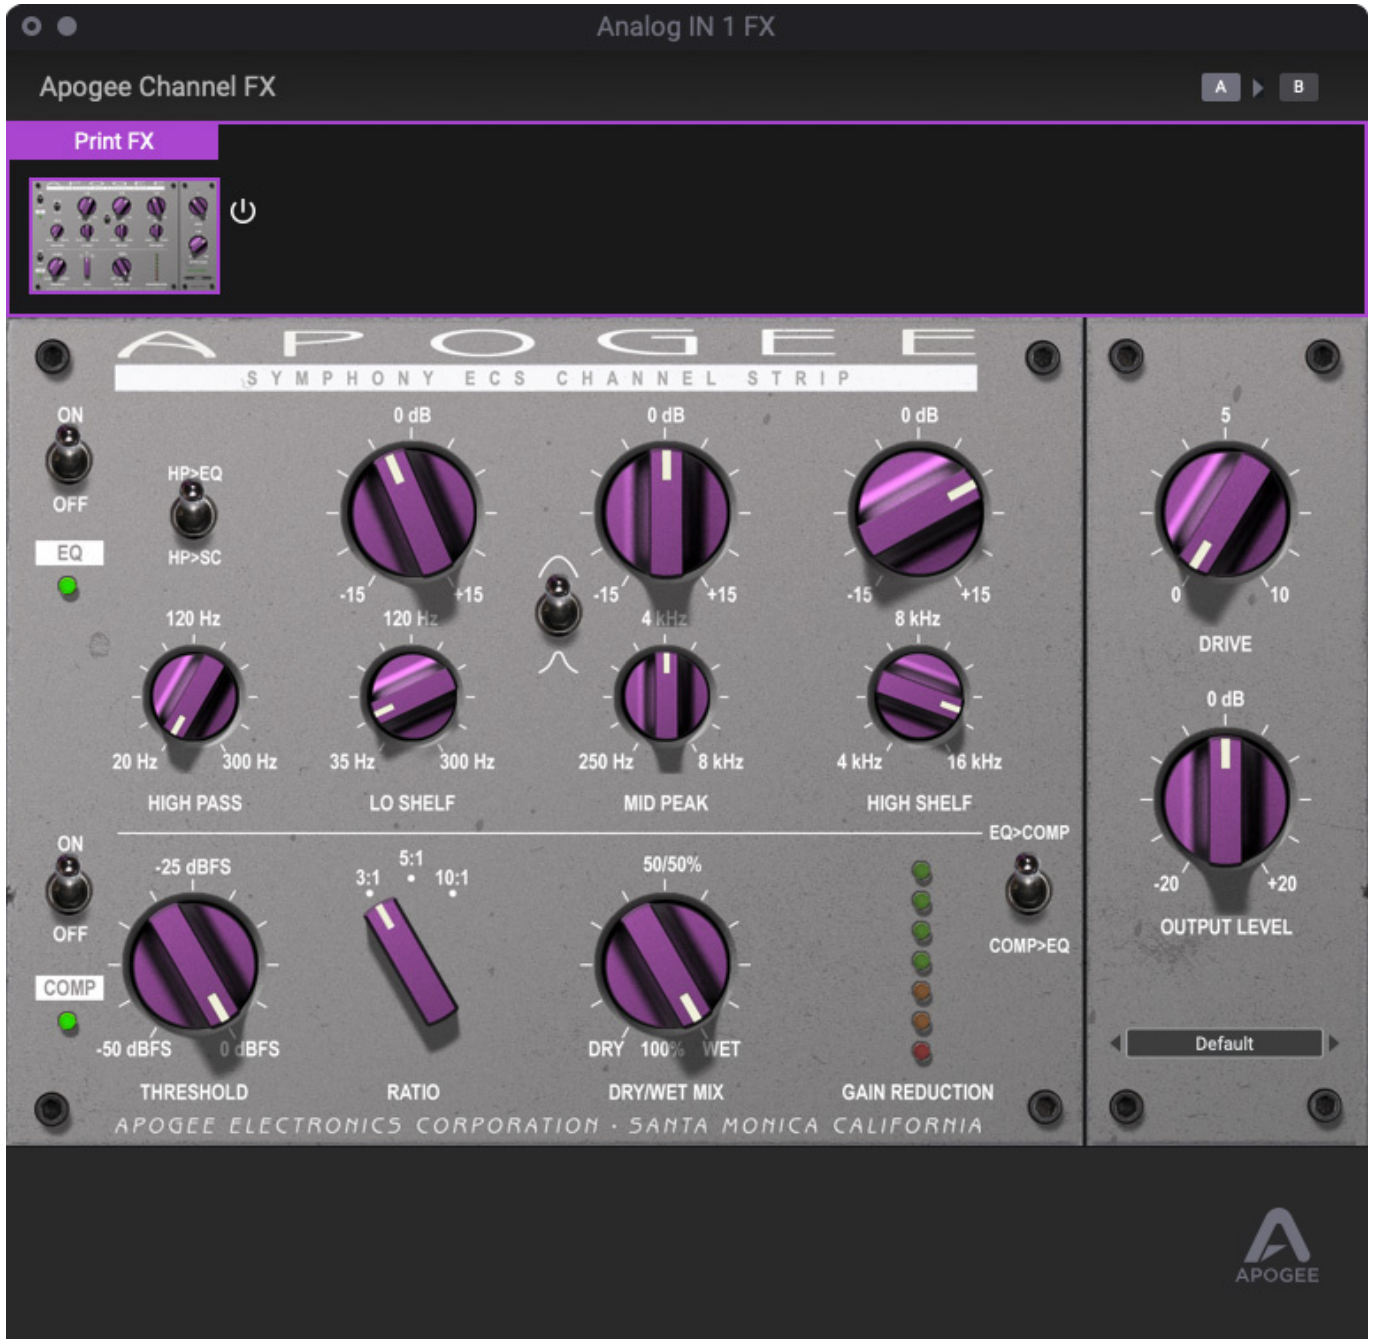 Analog IN 1 FX
Apogee Channel FX
A B
Print FX
APOGEE
SYMPHONY ECS CHANNEL STRIP
ON
OFF
EQ
HP>EQ
HP>SC
0 dB
-15 +15
0 dB
-15 +15
0 dB
-15 +15
5
0 10
DRIVE
120 Hz
20 Hz 300 Hz
HIGH PASS
120 Hz
35 Hz 300 Hz
LO SHELF
4 kHz
250 Hz 8 kHz
MID PEAK
8 kHz
4 kHz 16 kHz
HIGH SHELF
0 dB
-20 +20
OUTPUT LEVEL
ON
OFF
COMP
-25 dBFS
-50 dBFS 0 dBFS
THRESHOLD
3:1 5:1 10:1
RATIO
50/50%
DRY 100% WET
DRY/WET MIX
GAIN REDUCTION
EQ>COMP
COMP>EQ
Default
APOGEE ELECTRONICS CORPORATION · SANTA MONICA CALIFORNIA
APOGEE